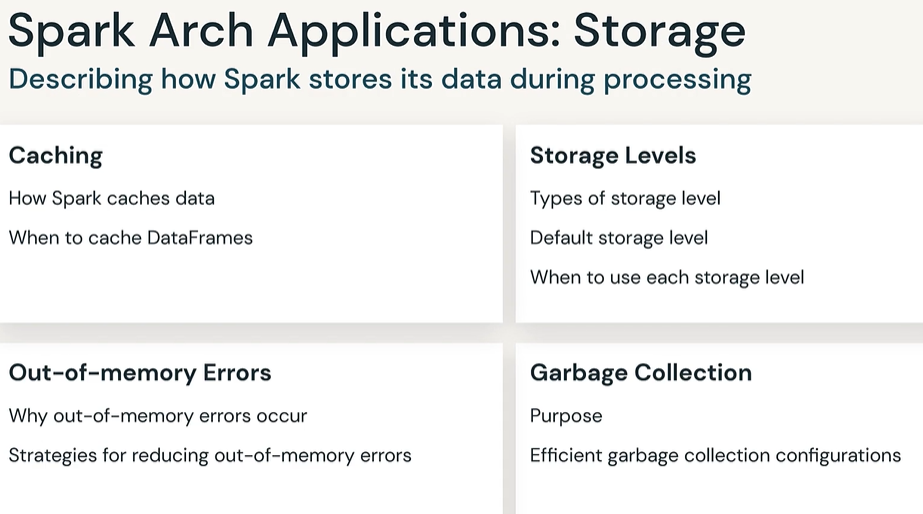 Spark Arch Applications: Storage
Describing how Spark stores its data during processing
Caching
How Spark caches data
When to cache DataFrames
Storage Levels
Types of storage level
Default storage level
When to use each storage level
Out-of-memory Errors
Why out-of-memory errors occur
Strategies for reducing out-of-memory errors
Garbage Collection
Purpose
Efficient garbage collection configurations